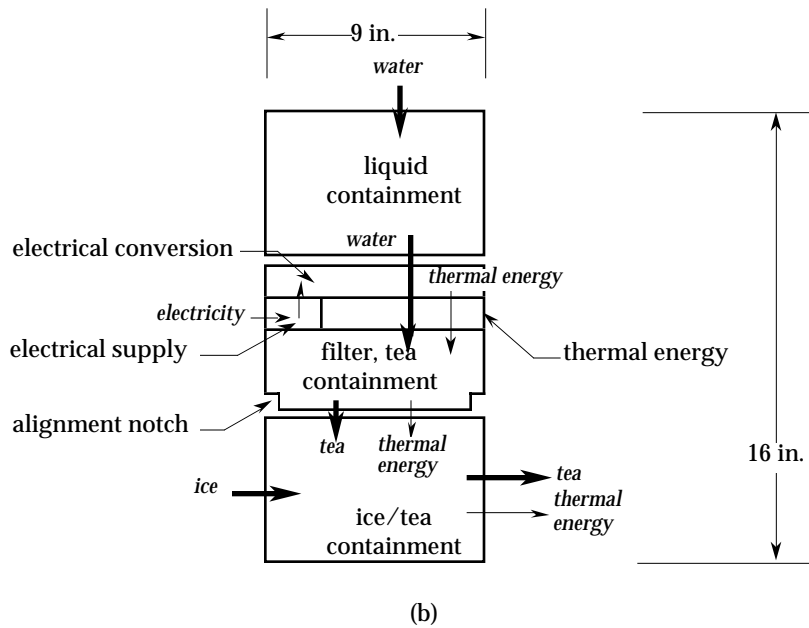 9 in.
water
liquid
containment
water
electrical conversion
thermal energy
electricity
electrical supply
filter, tea
containment
thermal energy
alignment notch
tea
thermal
energy
16 in.
ice
tea
thermal
energy
ice/tea
containment
(b)